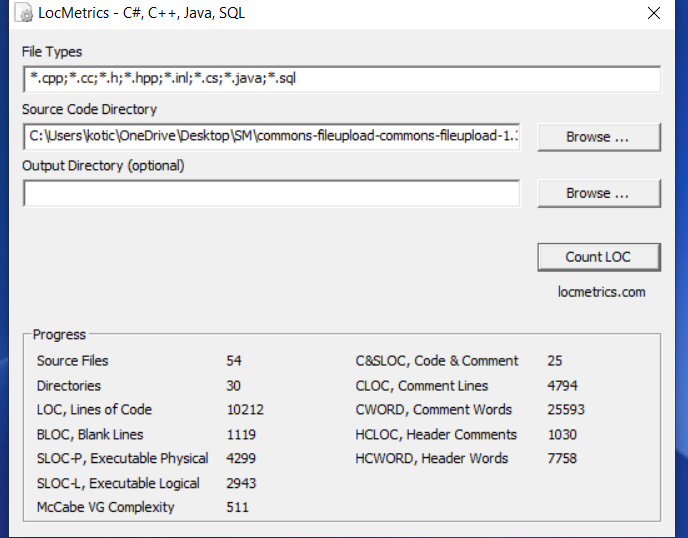 LocMetrics - C#, C++, Java, SQL
File Types
*.cpp;*.cc;*.h;*.hpp;*.inl;*.cs;*.java;*.sql
Source Code Directory
C:\Users\kotic\OneDrive\Desktop\SM\commons-fileupload-commons-fileupload-1.
Browse ...
Output Directory (optional)
Browse ...
Count LOC
locmetrics.com
Progress
Source Files 54 C&SLOC, Code & Comment 25
Directories 30 CLOC, Comment Lines 4794
LOC, Lines of Code 10212 CWORD, Comment Words 25593
BLOC, Blank Lines 1119 HCLOC, Header Comments 1030
SLOC-P, Executable Physical 4299 HCWORD, Header Words 7758
SLOC-L, Executable Logical 2943
McCabe VG Complexity 511